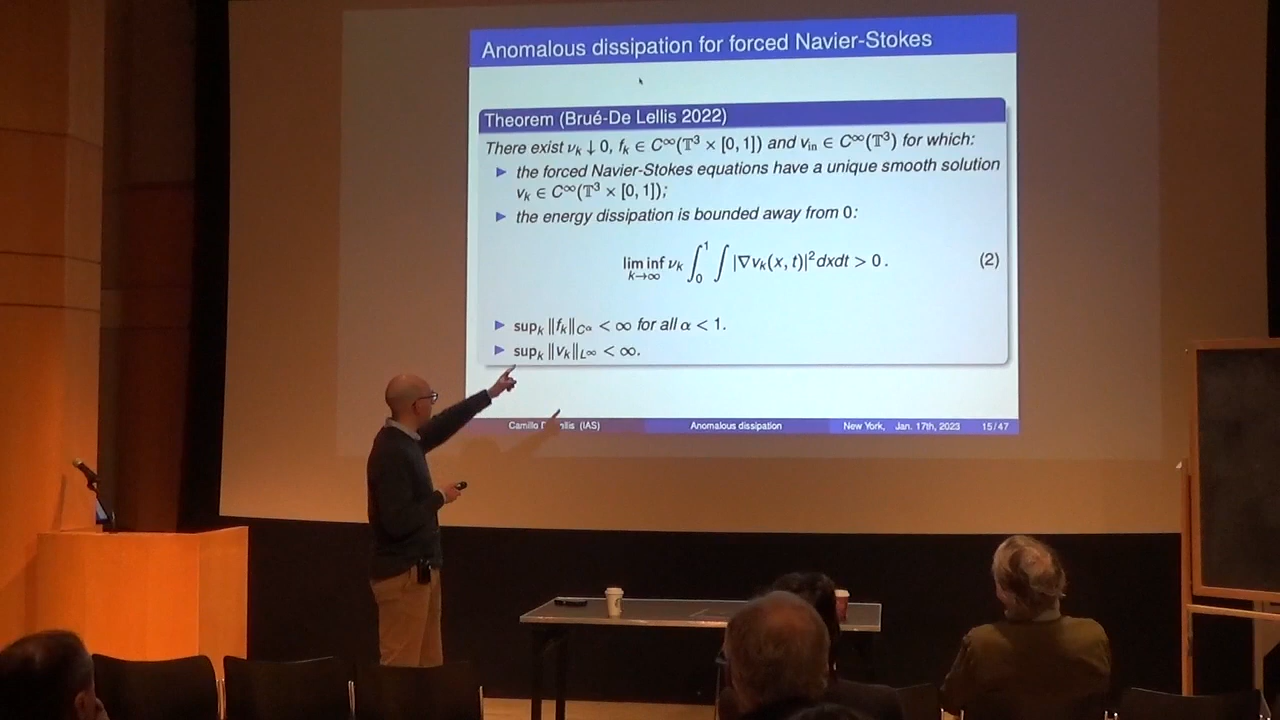 Anomalous dissipation for forced Navier-Stokes
Theorem (Brué-De Lellis 2022)
There exist νₖ ↓ 0, fₖ ∈ C^∞(𝕋³ × [0, 1]) and v_in ∈ C^∞(𝕋³) for which:
▶ the forced Navier-Stokes equations have a unique smooth solution
vₖ ∈ C^∞(𝕋³ × [0, 1]);
▶ the energy dissipation is bounded away from 0:
lim inf_{k→∞} νₖ ∫₀¹ ∫ |∇vₖ(x, t)|² dxdt > 0. (2)
▶ supₖ ‖fₖ‖_{C^α} < ∞ for all α < 1.
▶ supₖ ‖vₖ‖_{L^∞} < ∞.
Camillo (IAS) Anomalous dissipation New York, Jan. 17th, 2023 15/47